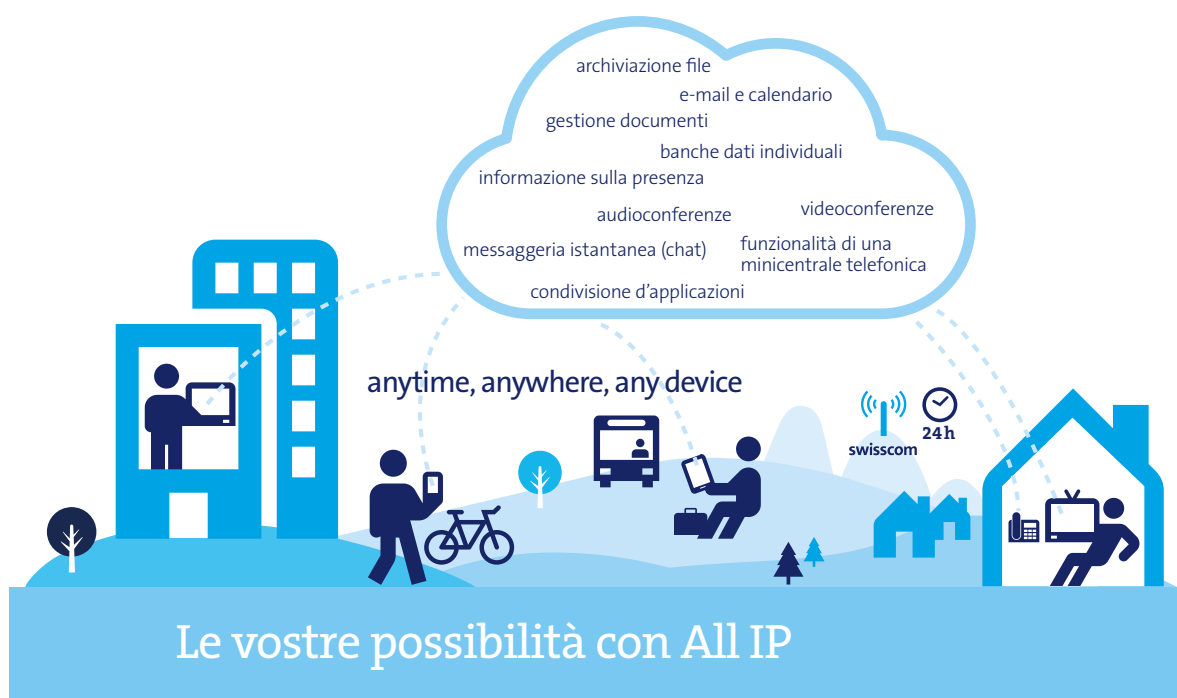 archiviazione file
e-mail e calendario
gestione documenti
banche dati individuali
informazione sulla presenza
audioconferenze
videoconferenze
messaggeria istantanea (chat)
funzionalità di una
minicentrale telefonica
condivisione d'applicazioni
anytime, anywhere, any device
swisscom
24h
Le vostre possibilità con All IP